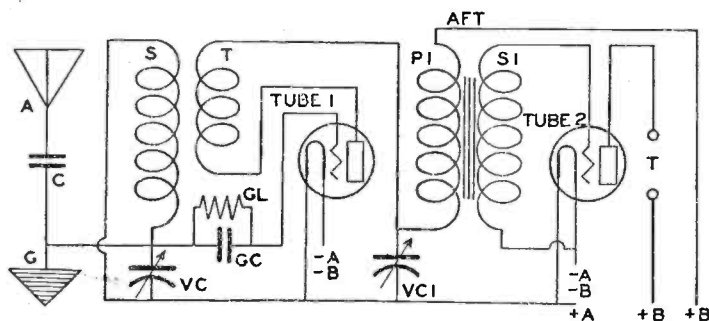 AFT
S
T
P1
S1
A
TUBE 1
TUBE 2
T
C
GL
G
GC
VC
-A
-B
VC1
-A
-B
+A
+B
+B